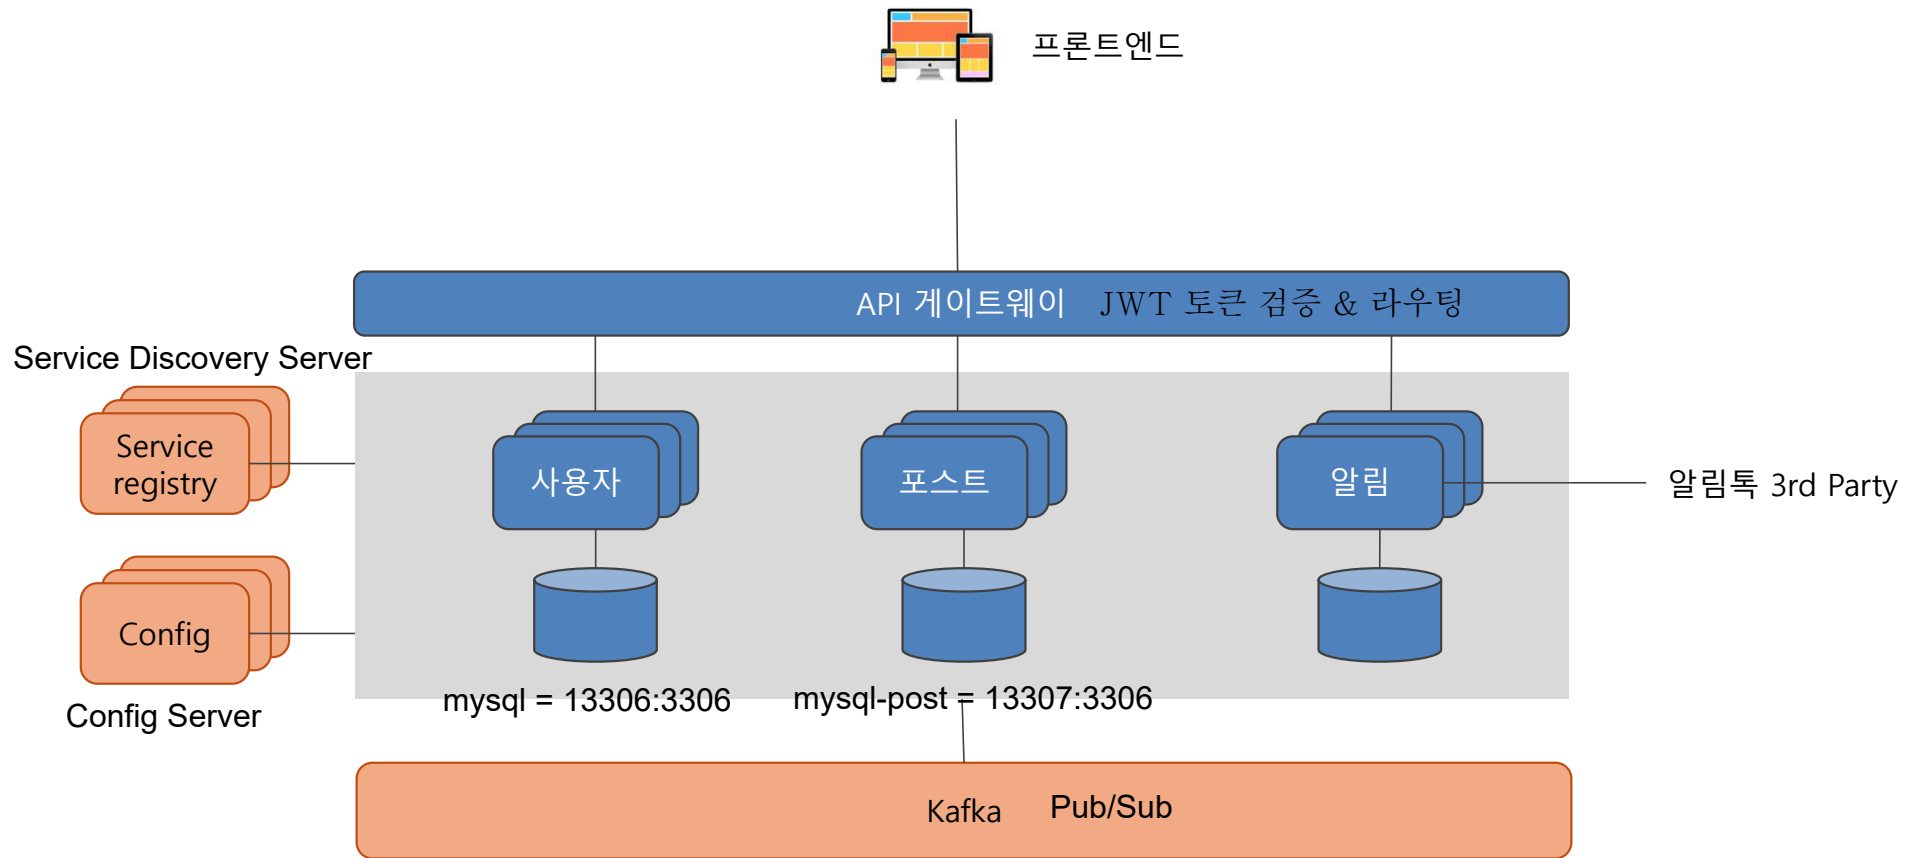 프론트엔드
API 게이트웨이 JWT 토큰 검증 & 라우팅
Service Discovery Server
Service
registry
사용자
포스트
알림
알림톡 3rd Party
Config
Config Server
mysql = 13306:3306
mysql-post = 13307:3306
Kafka Pub/Sub